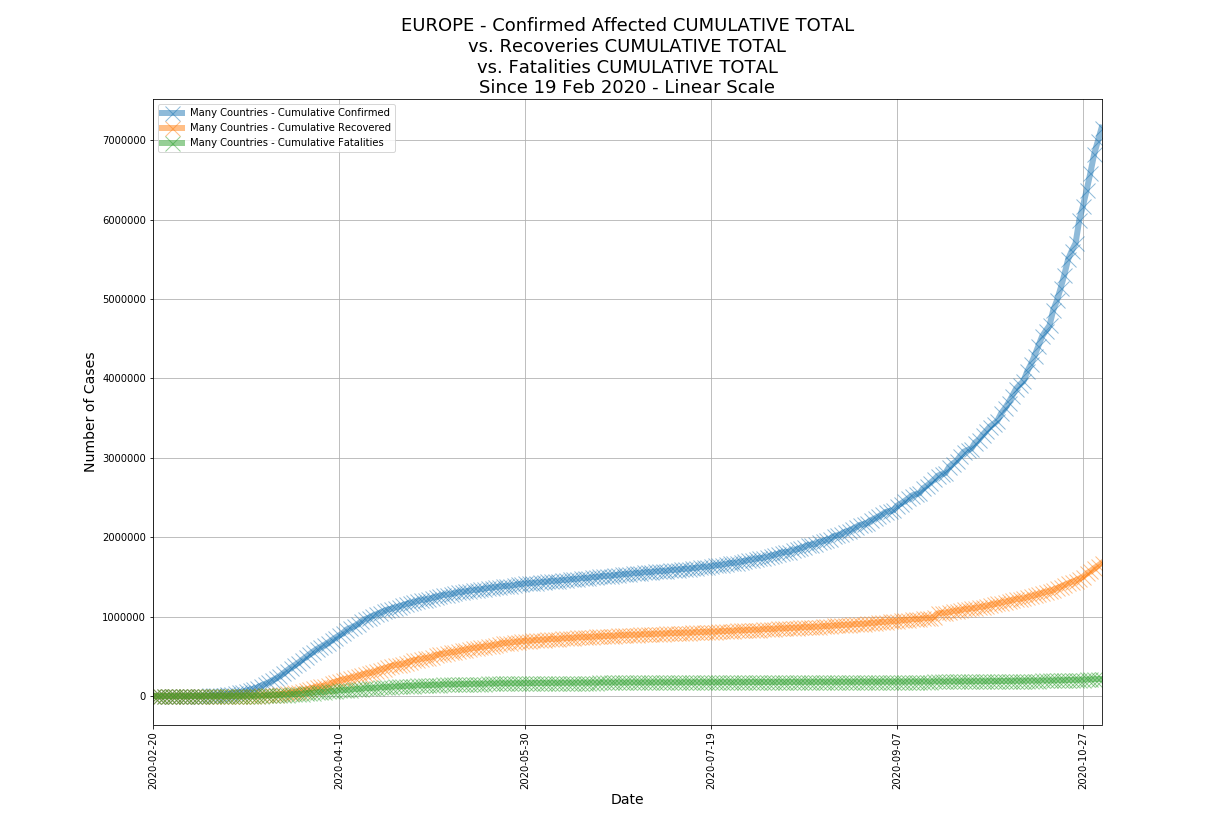 EUROPE - Confirmed Affected CUMULATIVE TOTAL
vs. Recoveries CUMULATIVE TOTAL
vs. Fatalities CUMULATIVE TOTAL
Since 19 Feb 2020 - Linear Scale
Many Countries - Cumulative Confirmed
Many Countries - Cumulative Recovered
Many Countries - Cumulative Fatalities
Number of Cases
7000000
6000000
5000000
4000000
3000000
2000000
1000000
0
2020-02-20
2020-04-10
2020-05-30
2020-07-19
2020-09-07
2020-10-27
Date